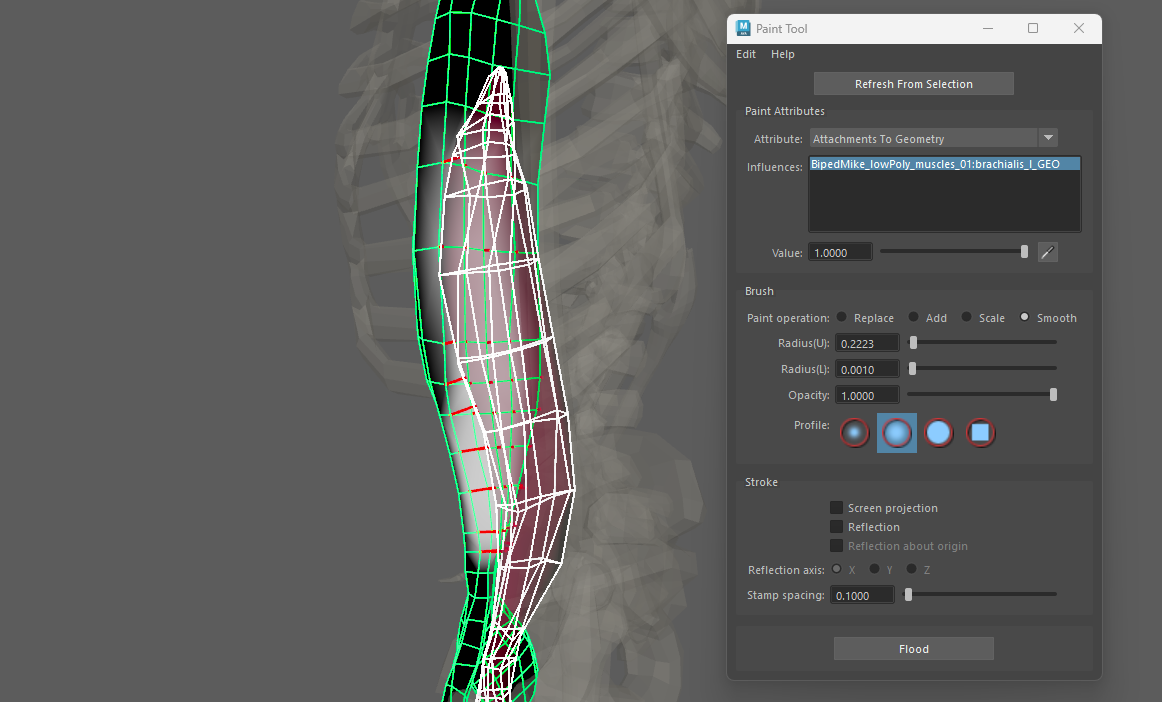 Paint Tool
Edit Help
Refresh From Selection
Paint Attributes
Attribute: Attachments To Geometry
Influences: BipedMike_lowPoly_muscles_01:brachialis_l_GEO
Value: 1.0000
Brush
Paint operation: Replace Add Scale Smooth
Radius(U): 0.2223
Radius(L): 0.0010
Opacity: 1.0000
Profile:
Stroke
Screen projection
Reflection
Reflection about origin
Reflection axis: X Y Z
Stamp spacing: 0.1000
Flood